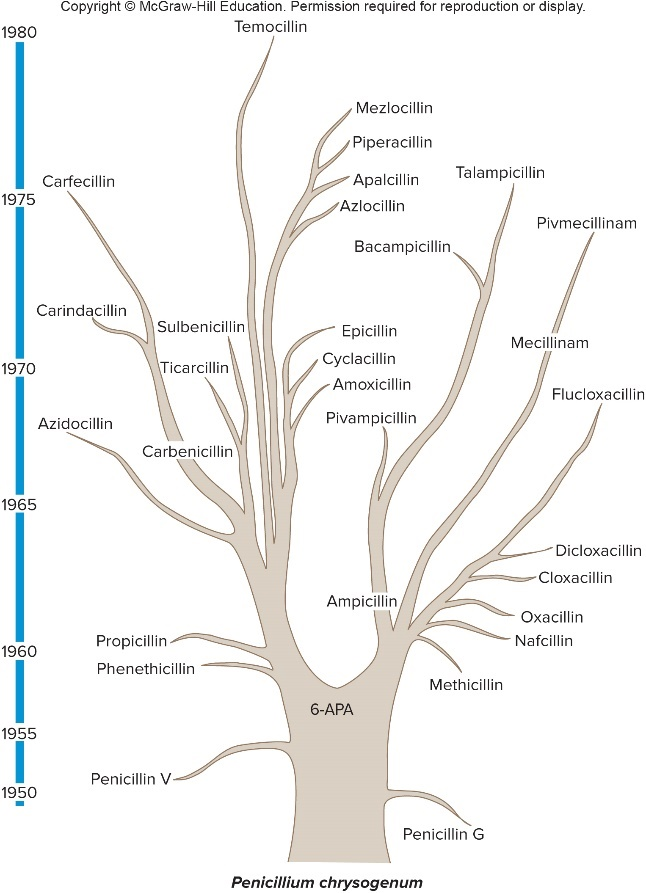 Copyright © McGraw-Hill Education. Permission required for reproduction or display.
1980
Temocillin
Mezlocillin
Piperacillin
Talampicillin
Carfecillin
Apalcillin
1975
Azlocillin
Pivmecillinam
Bacampicillin
Carindacillin
Sulbenicillin
Epicillin
Mecillinam
Cyclacillin
1970
Ticarcillin
Amoxicillin
Flucloxacillin
Pivampicillin
Azidocillin
Carbenicillin
1965
Dicloxacillin
Cloxacillin
Ampicillin
Oxacillin
Propicillin
Nafcillin
1960
Phenethicillin
Methicillin
6-APA
1955
Penicillin V
1950
Penicillin G
Penicillium chrysogenum